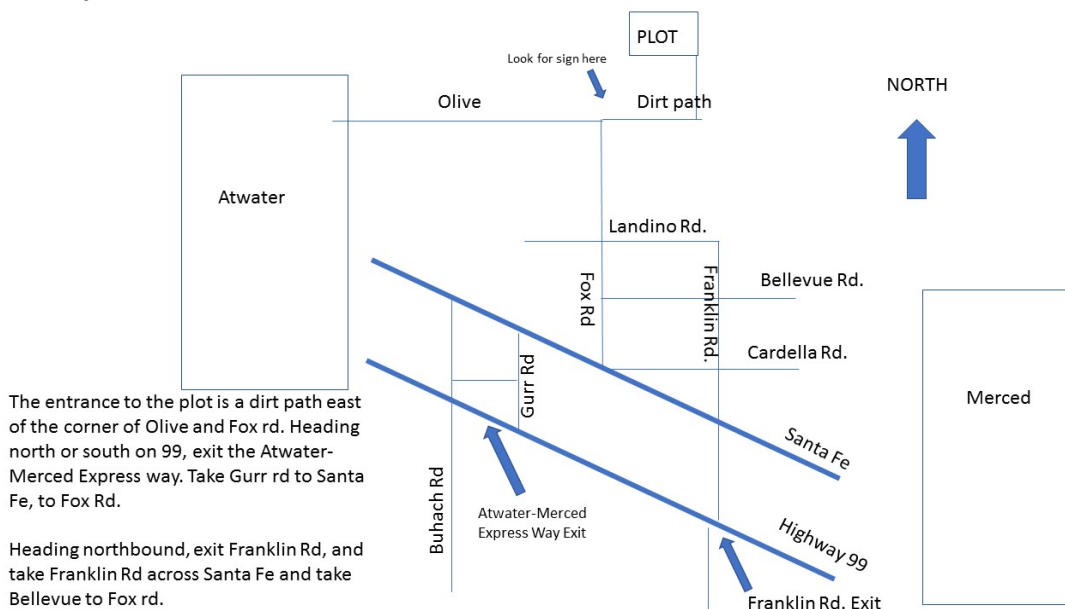 PLOT
Look for sign here
NORTH
Olive
Dirt path
Atwater
Landino Rd.
Fox Rd
Franklin Rd.
Bellevue Rd.
Cardella Rd.
Gurr Rd
Merced
The entrance to the plot is a dirt path east
of the corner of Olive and Fox rd. Heading
north or south on 99, exit the Atwater-
Merced Express way. Take Gurr rd to Santa
Fe, to Fox Rd.
Heading northbound, exit Franklin Rd, and
take Franklin Rd across Santa Fe and take
Bellevue to Fox rd.
Buhach Rd
Atwater-Merced
Express Way Exit
Santa Fe
Highway 99
Franklin Rd. Exit